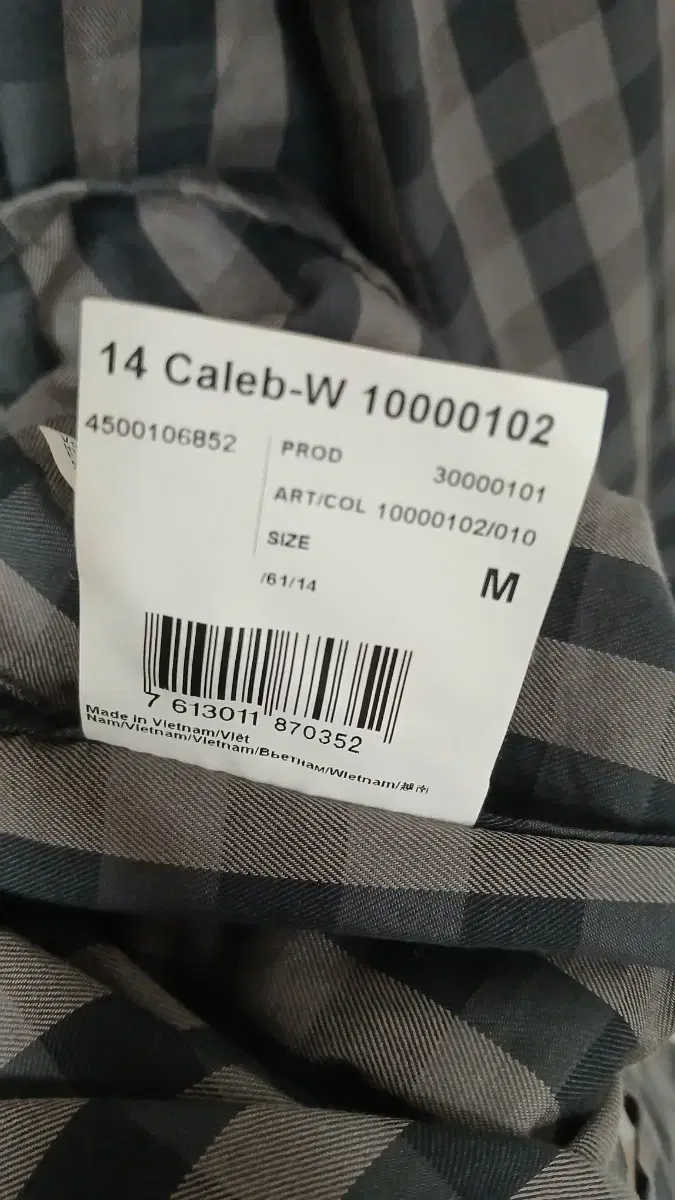 14 Caleb-W 10000102
4500106852
PROD 30000101
ART/COL 10000102/010
SIZE M
/61/14
7 613011 870352
Made in Vietnam/Viêt
Nam/Vietnam/Vietnam/Вьетнам/Wietnam/越南